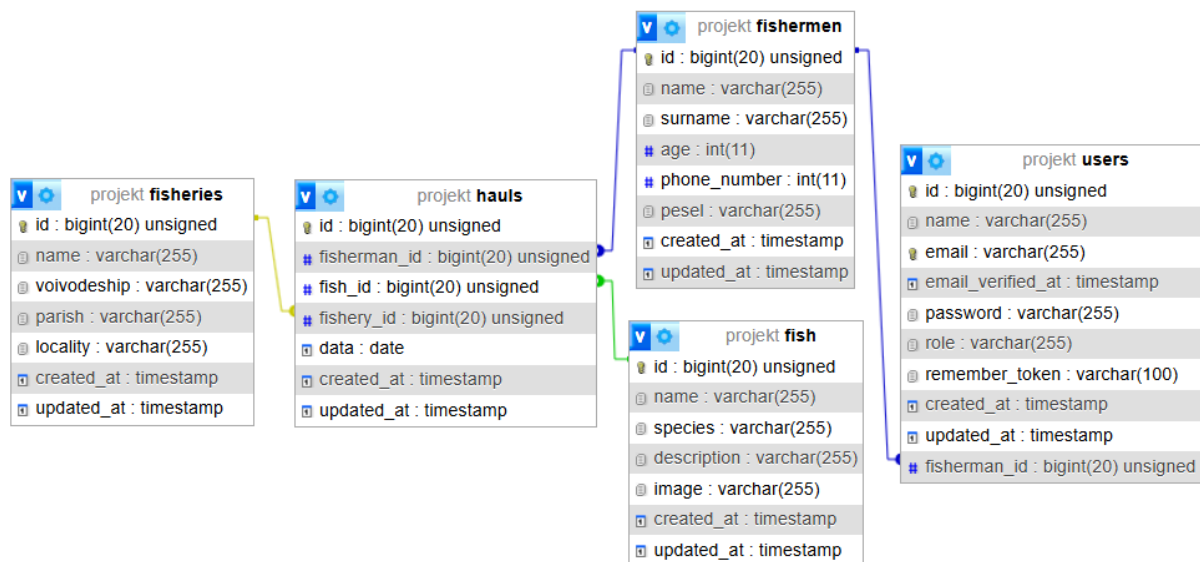 projekt fisheries
id : bigint(20) unsigned
name : varchar(255)
voivodeship : varchar(255)
parish : varchar(255)
locality : varchar(255)
created_at : timestamp
updated_at : timestamp
projekt hauls
id : bigint(20) unsigned
fisherman_id : bigint(20) unsigned
fish_id : bigint(20) unsigned
fishery_id : bigint(20) unsigned
data : date
created_at : timestamp
updated_at : timestamp
projekt fishermen
id : bigint(20) unsigned
name : varchar(255)
surname : varchar(255)
age : int(11)
phone_number : int(11)
pesel : varchar(255)
created_at : timestamp
updated_at : timestamp
projekt fish
id : bigint(20) unsigned
name : varchar(255)
species : varchar(255)
description : varchar(255)
image : varchar(255)
created_at : timestamp
updated_at : timestamp
projekt users
id : bigint(20) unsigned
name : varchar(255)
email : varchar(255)
email_verified_at : timestamp
password : varchar(255)
role : varchar(255)
remember_token : varchar(100)
created_at : timestamp
updated_at : timestamp
fisherman_id : bigint(20) unsigned